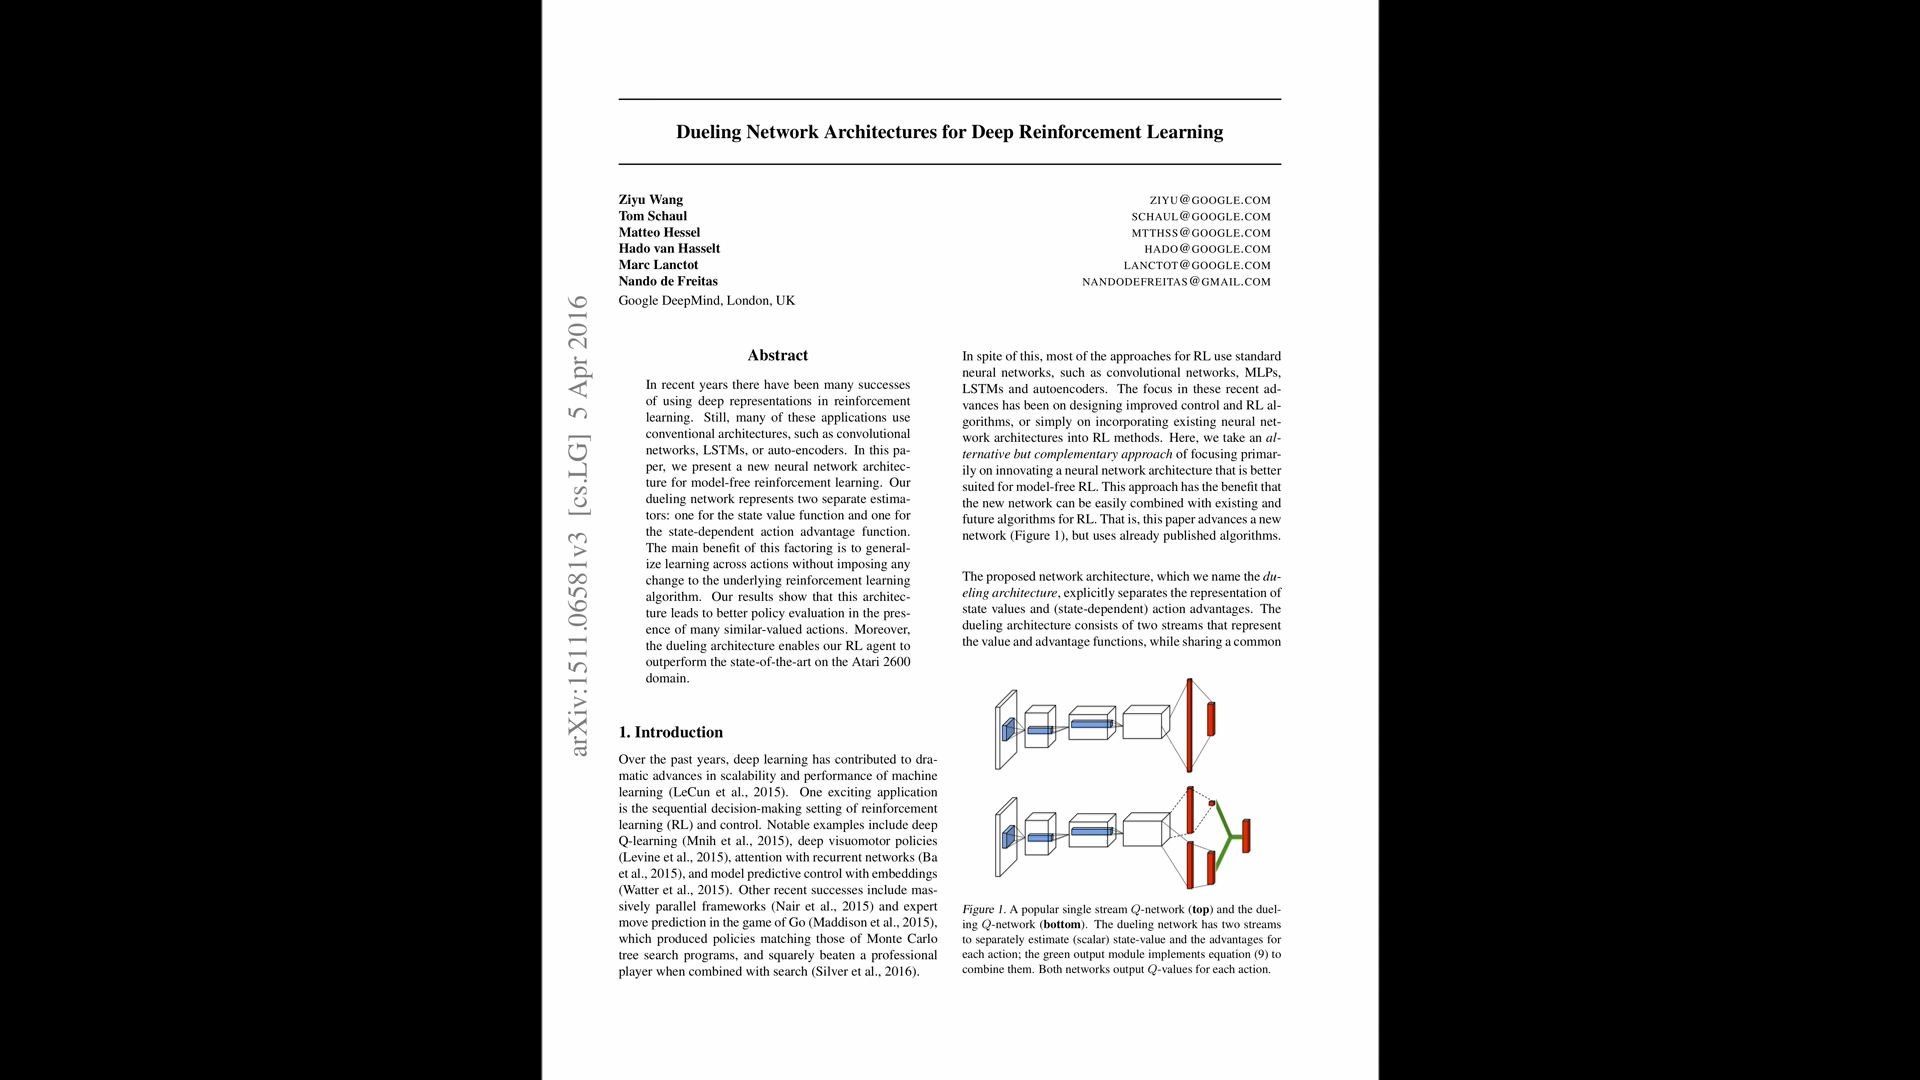 Dueling Network Architectures for Deep Reinforcement Learning
Ziyu Wang ZIYU@GOOGLE.COM
Tom Schaul SCHAUL@GOOGLE.COM
Matteo Hessel MTTHSS@GOOGLE.COM
Hado van Hasselt HADO@GOOGLE.COM
Marc Lanctot LANCTOT@GOOGLE.COM
Nando de Freitas NANDODEFREITAS@GMAIL.COM
Google DeepMind, London, UK
arXiv:1511.06581v3 [cs.LG] 5 Apr 2016
Abstract
In recent years there have been many successes
of using deep representations in reinforcement
learning. Still, many of these applications use
conventional architectures, such as convolutional
networks, LSTMs, or auto-encoders. In this pa-
per, we present a new neural network architec-
ture for model-free reinforcement learning. Our
dueling network represents two separate estima-
tors: one for the state value function and one for
the state-dependent action advantage function.
The main benefit of this factoring is to general-
ize learning across actions without imposing any
change to the underlying reinforcement learning
algorithm. Our results show that this architec-
ture leads to better policy evaluation in the pres-
ence of many similar-valued actions. Moreover,
the dueling architecture enables our RL agent to
outperform the state-of-the-art on the Atari 2600
domain.
1. Introduction
Over the past years, deep learning has contributed to dra-
matic advances in scalability and performance of machine
learning (LeCun et al., 2015). One exciting application
is the sequential decision-making setting of reinforcement
learning (RL) and control. Notable examples include deep
Q-learning (Mnih et al., 2015), deep visuomotor policies
(Levine et al., 2015), attention with recurrent networks (Ba
et al., 2015), and model predictive control with embeddings
(Watter et al., 2015). Other recent successes include mas-
sively parallel frameworks (Nair et al., 2015) and expert
move prediction in the game of Go (Maddison et al., 2015),
which produced policies matching those of Monte Carlo
tree search programs, and squarely beaten a professional
player when combined with search (Silver et al., 2016).
In spite of this, most of the approaches for RL use standard
neural networks, such as convolutional networks, MLPs,
LSTMs and autoencoders. The focus in these recent ad-
vances has been on designing improved control and RL al-
gorithms, or simply on incorporating existing neural net-
work architectures into RL methods. Here, we take an al-
ternative but complementary approach of focusing primar-
ily on innovating a neural network architecture that is better
suited for model-free RL. This approach has the benefit that
the new network can be easily combined with existing and
future algorithms for RL. That is, this paper advances a new
network (Figure 1), but uses already published algorithms.
The proposed network architecture, which we name the du-
eling architecture, explicitly separates the representation of
state values and (state-dependent) action advantages. The
dueling architecture consists of two streams that represent
the value and advantage functions, while sharing a common
Figure 1. A popular single stream Q-network (top) and the duel-
ing Q-network (bottom). The dueling network has two streams
to separately estimate (scalar) state-value and the advantages for
each action; the green output module implements equation (9) to
combine them. Both networks output Q-values for each action.